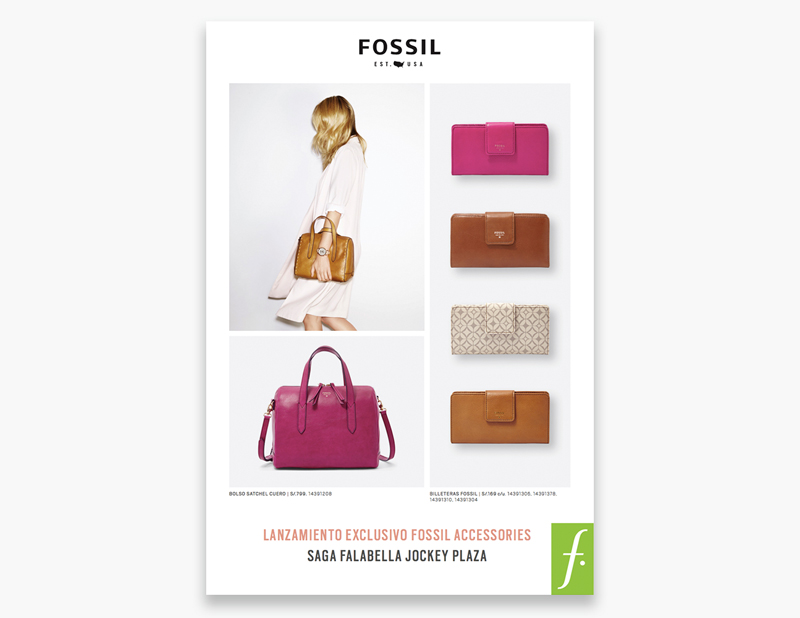 FOSSIL
EST. USA
BOLSO SATCHEL CUERO | S/.799. 14391209
BILLETERAS FOSSIL | S/.169 c/u. 14391305, 14391378,
14391310, 14391304
LANZAMIENTO EXCLUSIVO FOSSIL ACCESSORIES
SAGA FALABELLA JOCKEY PLAZA
f.